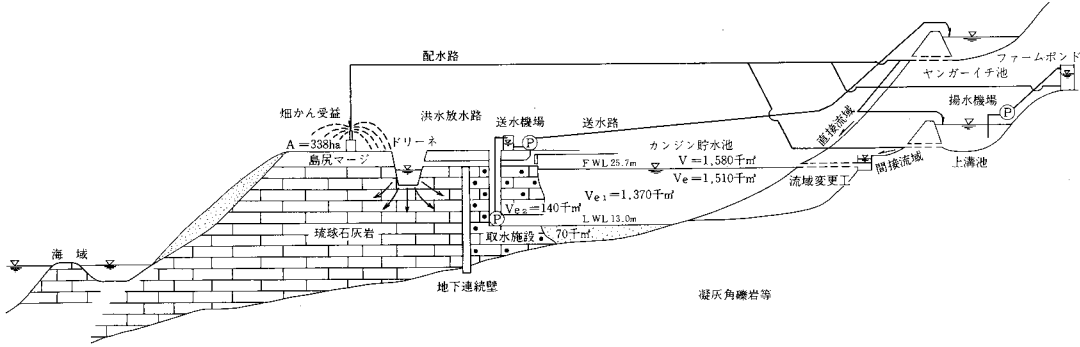 配水路
ファームポンド
ヤンガーイチ池
揚水機場
P
畑かん受益
洪水放水路
送水機場
P
送水路
直接流域
A=338ha
ドリーネ
カンジン貯水池
間接流域
上溝池
島尻マージ
FWL25.7m
V=1,580千㎥
Ve=1,510千㎥
流域変更工
Ve₁=1,370千㎥
Ve₂=140千㎥
P
LWL13.0m
琉球石灰岩
取水施設
70千㎥
海域
地下連続壁
凝灰角礫岩等